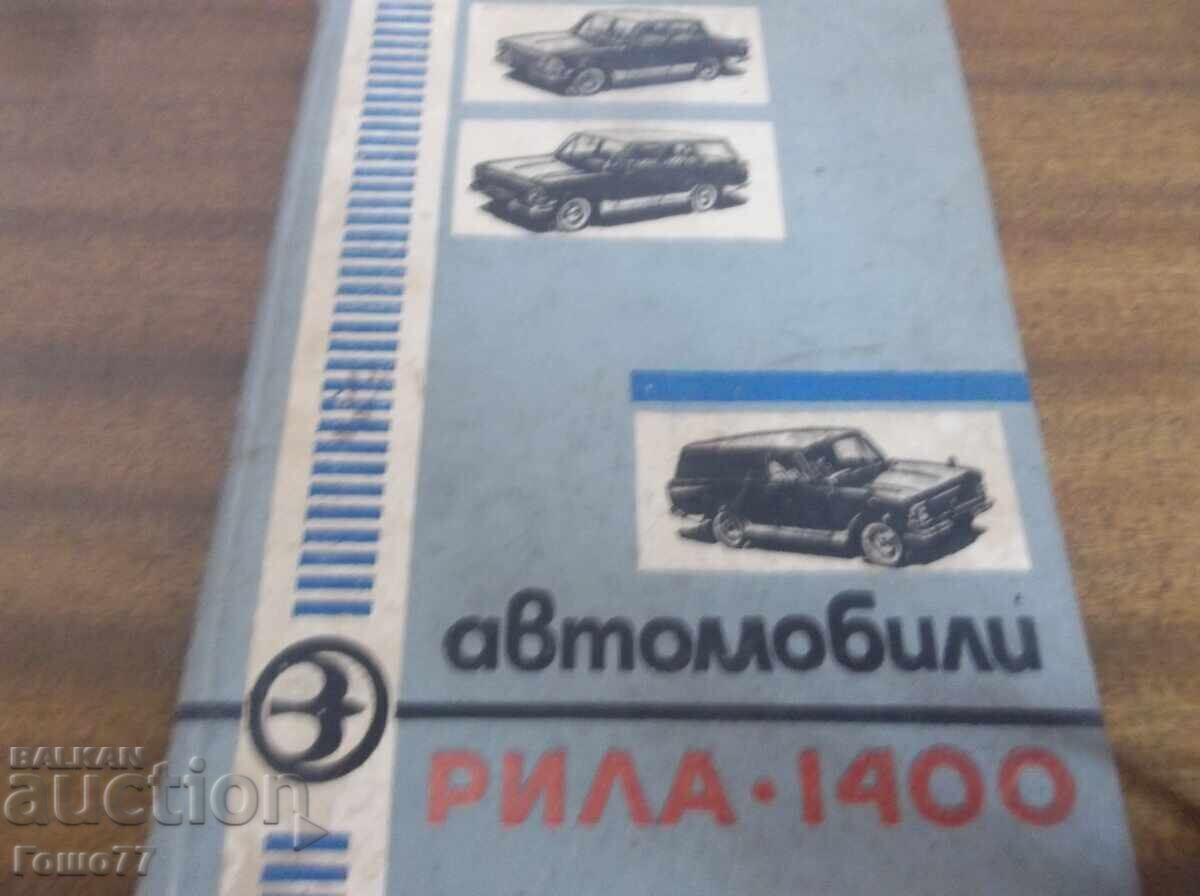 автомобили
РИЛА·1400
BALKAN
auction
Гошо77